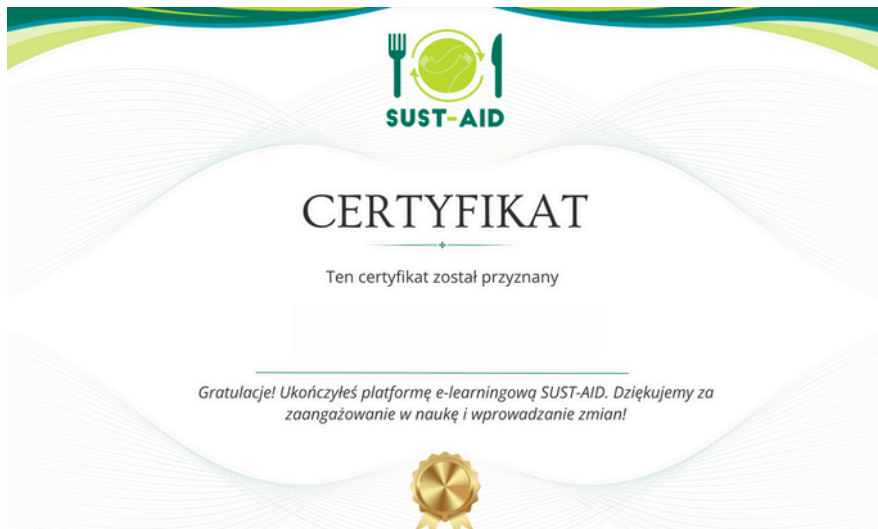 SUST-AID
CERTYFIKAT
Ten certyfikat został przyznany
Gratulacje! Ukończyłeś platformę e-learningową SUST-AID. Dziękujemy za
zaangażowanie w naukę i wprowadzanie zmian!